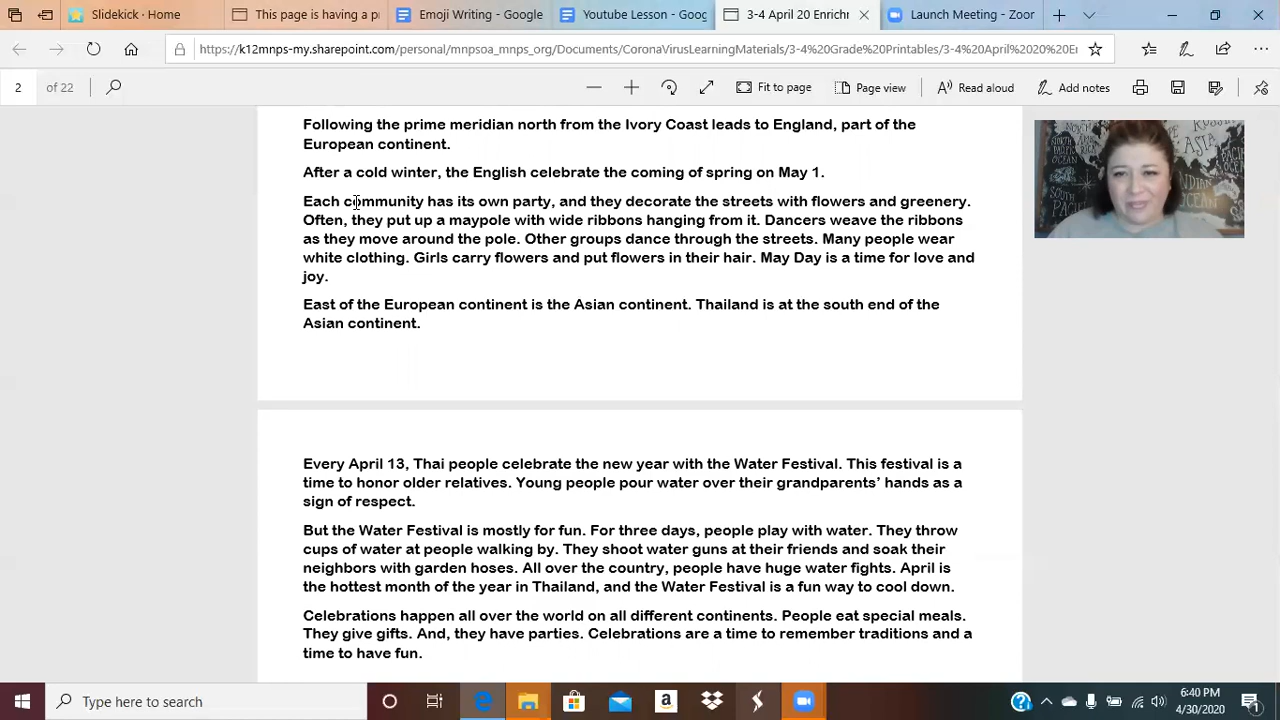 Slidekick · Home
This page is having a p
Emoji Writing - Google
Youtube Lesson - Goog
3-4 April 20 Enrichr
Launch Meeting - Zoor
https://k12mnps-my.sharepoint.com/personal/mnpsoa_mnps_org/Documents/CoronaVirusLearningMaterials/3-4%20Grade%20Printables/3-4%20April%2020%20Er
2 of 22
Fit to page
Page view
Read aloud
Add notes
Following the prime meridian north from the Ivory Coast leads to England, part of the
European continent.
After a cold winter, the English celebrate the coming of spring on May 1.
Each community has its own party, and they decorate the streets with flowers and greenery.
Often, they put up a maypole with wide ribbons hanging from it. Dancers weave the ribbons
as they move around the pole. Other groups dance through the streets. Many people wear
white clothing. Girls carry flowers and put flowers in their hair. May Day is a time for love and
joy.
East of the European continent is the Asian continent. Thailand is at the south end of the
Asian continent.
Every April 13, Thai people celebrate the new year with the Water Festival. This festival is a
time to honor older relatives. Young people pour water over their grandparents' hands as a
sign of respect.
But the Water Festival is mostly for fun. For three days, people play with water. They throw
cups of water at people walking by. They shoot water guns at their friends and soak their
neighbors with garden hoses. All over the country, people have huge water fights. April is
the hottest month of the year in Thailand, and the Water Festival is a fun way to cool down.
Celebrations happen all over the world on all different continents. People eat special meals.
They give gifts. And, they have parties. Celebrations are a time to remember traditions and a
time to have fun.
ASIA
INDIAN
OCEAN
Type here to search
6:40 PM
4/30/2020